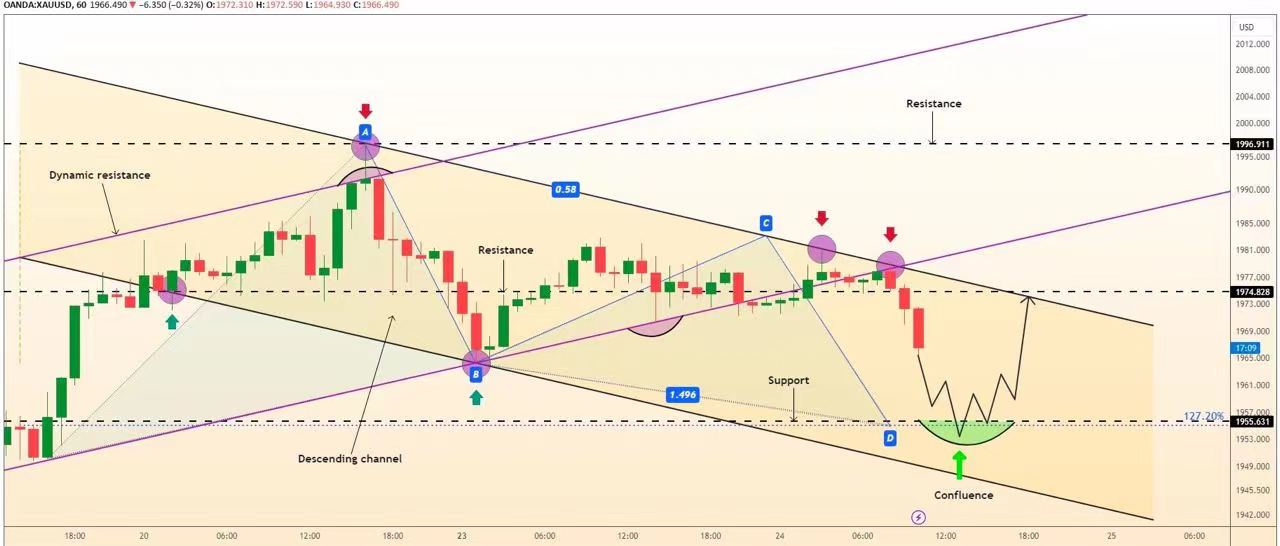 OANDA:XAUUSD, 60 1966.490 ▼ −6.350 (−0.32%) O:1972.310 H:1972.590 L:1964.930 C:1966.490
USD
2012.000
2008.000
2004.000
2000.000
1996.911
1995.000
1990.000
1985.000
1981.000
1977.000
1974.828
1973.000
1969.000
17:09
1965.000
1961.000
1957.000
1955.631
1953.000
1949.000
1945.500
1942.000
Resistance
A
Dynamic resistance
0.58
C
Resistance
B
1.496
Support
127.20%
D
Descending channel
Confluence
18:00 20 06:00 12:00 18:00 23 06:00 12:00 18:00 24 06:00 12:00 18:00 25 06:00